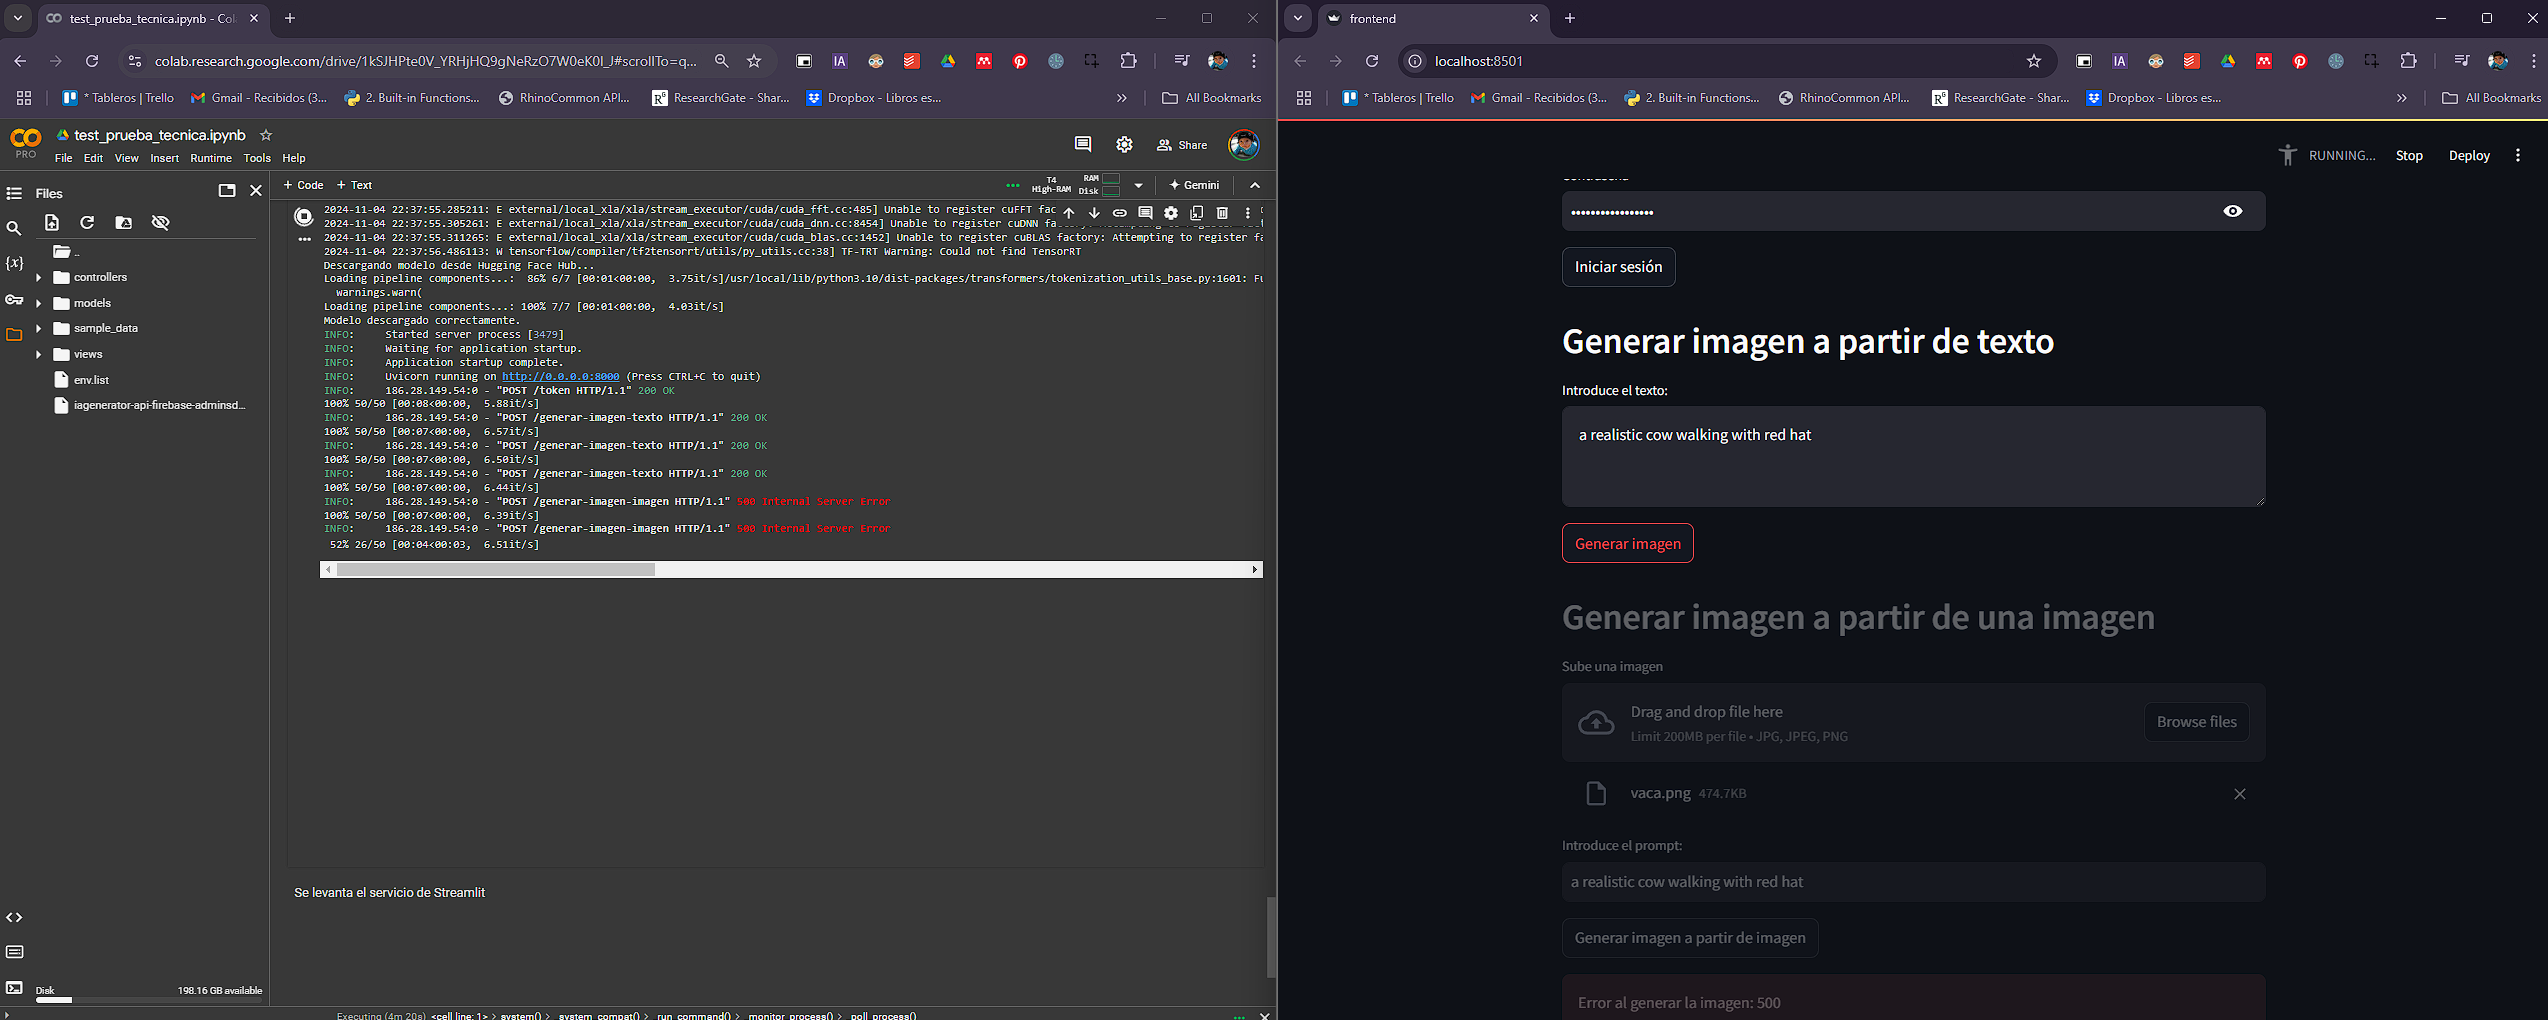 test_prueba_tecnica.ipynb - Col
colab.research.google.com/drive/1kSJHPte0V_YRHjHQ9gNeRzO7W0eK0I_J#scrollTo=q...
IA
* Tableros | Trello
Gmail - Recibidos (3...
2. Built-in Functions...
RhinoCommon API...
ResearchGate - Shar...
Dropbox - Libros es...
All Bookmarks
PRO
test_prueba_tecnica.ipynb
File Edit View Insert Runtime Tools Help
Share
Files
+ Code + Text
T4
High-RAM
RAM
Disk
Gemini
..
controllers
models
sample_data
views
env.list
iagenerator-api-firebase-adminsd...
Disk 198.16 GB available
2024-11-04 22:37:55.285211: E external/local_xla/xla/stream_executor/cuda/cuda_fft.cc:485] Unable to register cuFFT fac
2024-11-04 22:37:55.305261: E external/local_xla/xla/stream_executor/cuda/cuda_dnn.cc:8454] Unable to register cuDNN fa
2024-11-04 22:37:55.311265: E external/local_xla/xla/stream_executor/cuda/cuda_blas.cc:1452] Unable to register cuBLAS factory: Attempting to register fa
2024-11-04 22:37:56.486113: W tensorflow/compiler/tf2tensorrt/utils/py_utils.cc:38] TF-TRT Warning: Could not find TensorRT
Descargando modelo desde Hugging Face Hub...
Loading pipeline components...:  86% 6/7 [00:01<00:00,  3.75it/s]/usr/local/lib/python3.10/dist-packages/transformers/tokenization_utils_base.py:1601: Fu
warnings.warn(
Loading pipeline components...: 100% 7/7 [00:01<00:00,  4.03it/s]
Modelo descargado correctamente.
INFO:     Started server process [3479]
INFO:     Waiting for application startup.
INFO:     Application startup complete.
INFO:     Uvicorn running on http://0.0.0.0:8000 (Press CTRL+C to quit)
INFO:     186.28.149.54:0 - "POST /token HTTP/1.1" 200 OK
100% 50/50 [00:08<00:00,  5.88it/s]
INFO:     186.28.149.54:0 - "POST /generar-imagen-texto HTTP/1.1" 200 OK
100% 50/50 [00:07<00:00,  6.57it/s]
INFO:     186.28.149.54:0 - "POST /generar-imagen-texto HTTP/1.1" 200 OK
100% 50/50 [00:07<00:00,  6.50it/s]
INFO:     186.28.149.54:0 - "POST /generar-imagen-texto HTTP/1.1" 200 OK
100% 50/50 [00:07<00:00,  6.44it/s]
INFO:     186.28.149.54:0 - "POST /generar-imagen-imagen HTTP/1.1" 500 Internal Server Error
100% 50/50 [00:07<00:00,  6.39it/s]
INFO:     186.28.149.54:0 - "POST /generar-imagen-imagen HTTP/1.1" 500 Internal Server Error
52% 26/50 [00:04<00:03,  6.51it/s]
Se levanta el servicio de Streamlit
Executing (4m 20s) <cell line: 1> > system() > _system_compat() > _run_command() > _monitor_process() > _poll_process()
frontend
localhost:8501
IA
* Tableros | Trello
Gmail - Recibidos (3...
2. Built-in Functions...
RhinoCommon API...
ResearchGate - Shar...
Dropbox - Libros es...
All Bookmarks
RUNNING... Stop Deploy
Contraseña
Iniciar sesión
Generar imagen a partir de texto
Introduce el texto:
a realistic cow walking with red hat
Generar imagen
Generar imagen a partir de una imagen
Sube una imagen
Drag and drop file here
Limit 200MB per file • JPG, JPEG, PNG
Browse files
vaca.png 474.7KB
Introduce el prompt:
a realistic cow walking with red hat
Generar imagen a partir de imagen
Error al generar la imagen: 500